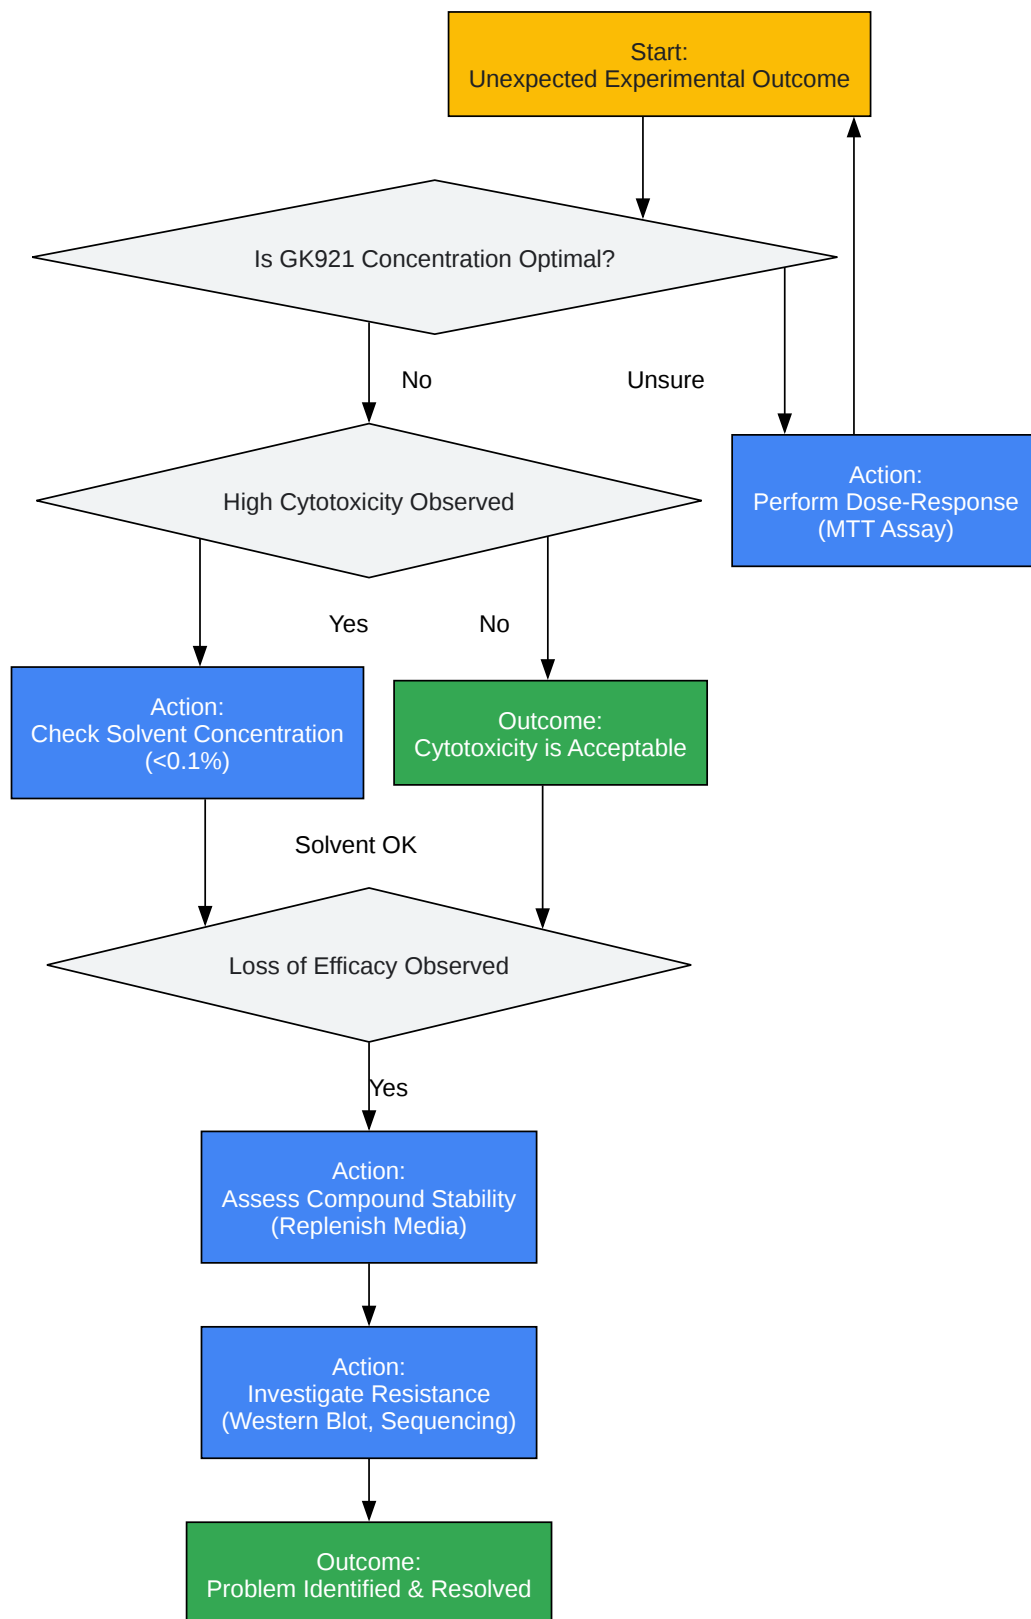 Start:
Unexpected Experimental Outcome
Is GK921 Concentration Optimal?
No
Unsure
High Cytotoxicity Observed
Action:
Perform Dose-Response
(MTT Assay)
Yes
No
Action:
Check Solvent Concentration
(<0.1%)
Outcome:
Cytotoxicity is Acceptable
Solvent OK
Loss of Efficacy Observed
Yes
Action:
Assess Compound Stability
(Replenish Media)
Action:
Investigate Resistance
(Western Blot, Sequencing)
Outcome:
Problem Identified & Resolved